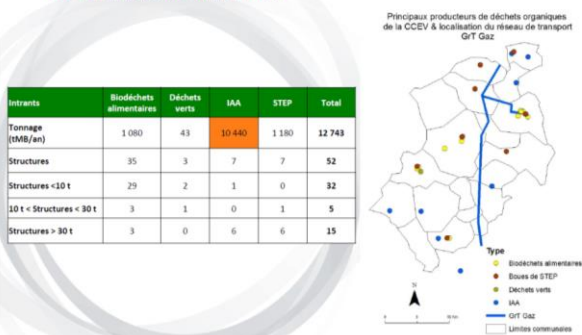 Principaux producteurs de déchets organiques
de la CCEV & localisation du réseau de transport
GrT Gaz
Intrants Biodéchets alimentaires Déchets verts IAA STEP Total
Tonnage (tMB/an) 1 080 43 10 440 1 180 12 743
Structures 35 3 7 7 52
Structures <10 t 29 2 1 0 32
10 t < Structures < 30 t 3 1 0 1 5
Structures > 30 t 3 0 6 6 15
Type
Biodéchets alimentaires
Boues de STEP
Déchets verts
IAA
GrT Gaz
Limites communales
N